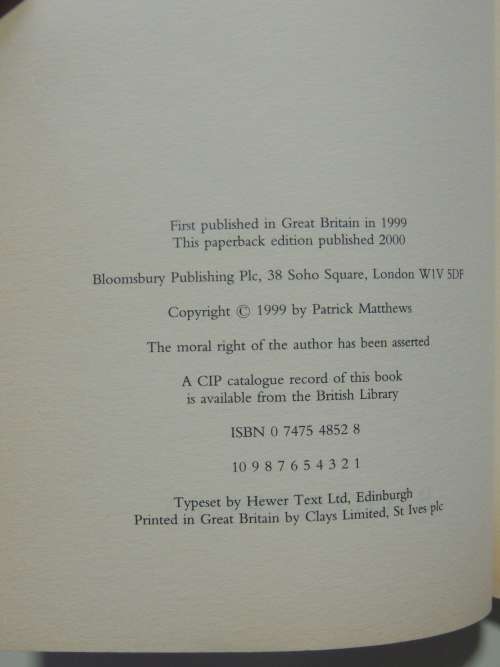 First published in Great Britain in 1999
This paperback edition published 2000
Bloomsbury Publishing Plc, 38 Soho Square, London W1V 5DF
Copyright © 1999 by Patrick Matthews
The moral right of the author has been asserted
A CIP catalogue record of this book
is available from the British Library
ISBN 0 7475 4852 8
10 9 8 7 6 5 4 3 2 1
Typeset by Hewer Text Ltd, Edinburgh
Printed in Great Britain by Clays Limited, St Ives plc